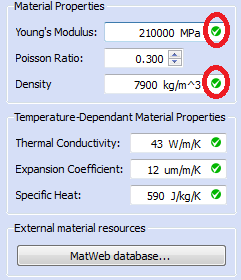 Material Properties
Young's Modulus: 210000 MPa
Poisson Ratio: 0.300
Density 7900 kg/m^3
Temperature-Dependant Material Properties
Thermal Conductivity: 43 W/m/K
Expansion Coefficient: 12 um/m/K
Specific Heat: 590 J/kg/K
External material resources
MatWeb database...